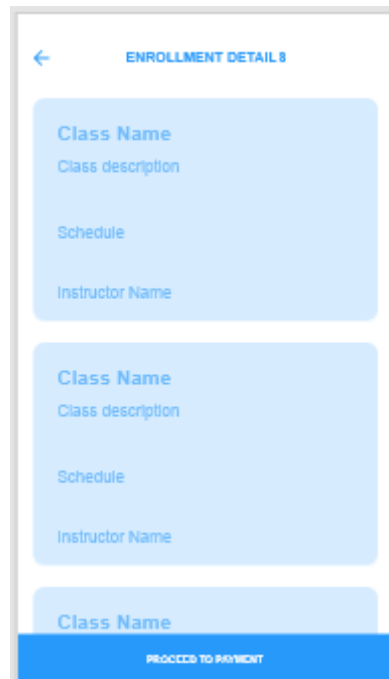 ENROLLMENT DETAILS
Class Name
Class description
Schedule
Instructor Name
Class Name
Class description
Schedule
Instructor Name
Class Name
PROCEED TO PAYMENT